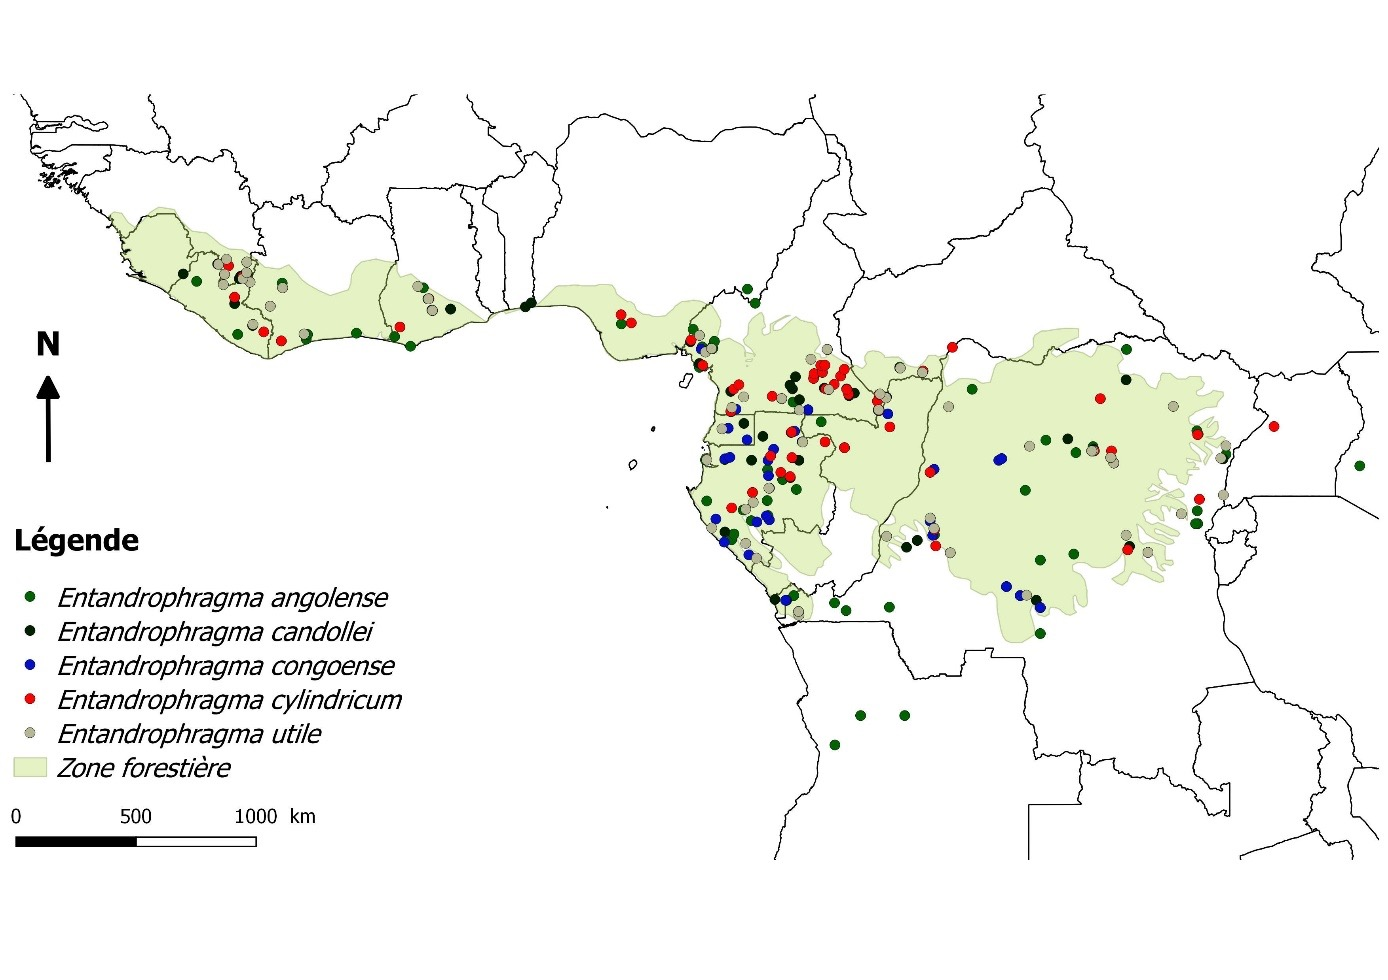 N
Légende
Entandrophragma angolense
Entandrophragma candollei
Entandrophragma congoense
Entandrophragma cylindricum
Entandrophragma utile
Zone forestière
0 500 1000 km